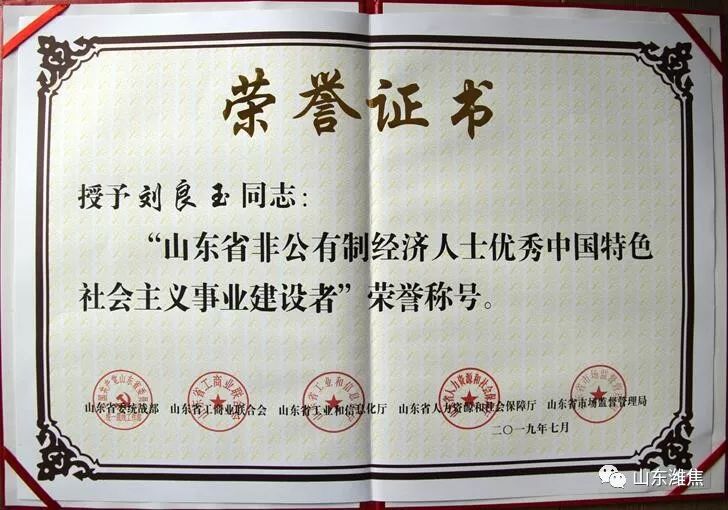 荣誉证书
授予刘良玉同志：
“山东省非公有制经济人士优秀中国特色
社会主义事业建设者”荣誉称号。
山东省委统战部 山东省工商业联合会 山东省工业和信息化厅 山东省人力资源和社会保障厅 山东省市场监督管理局
二〇一九年七月
山东潍焦